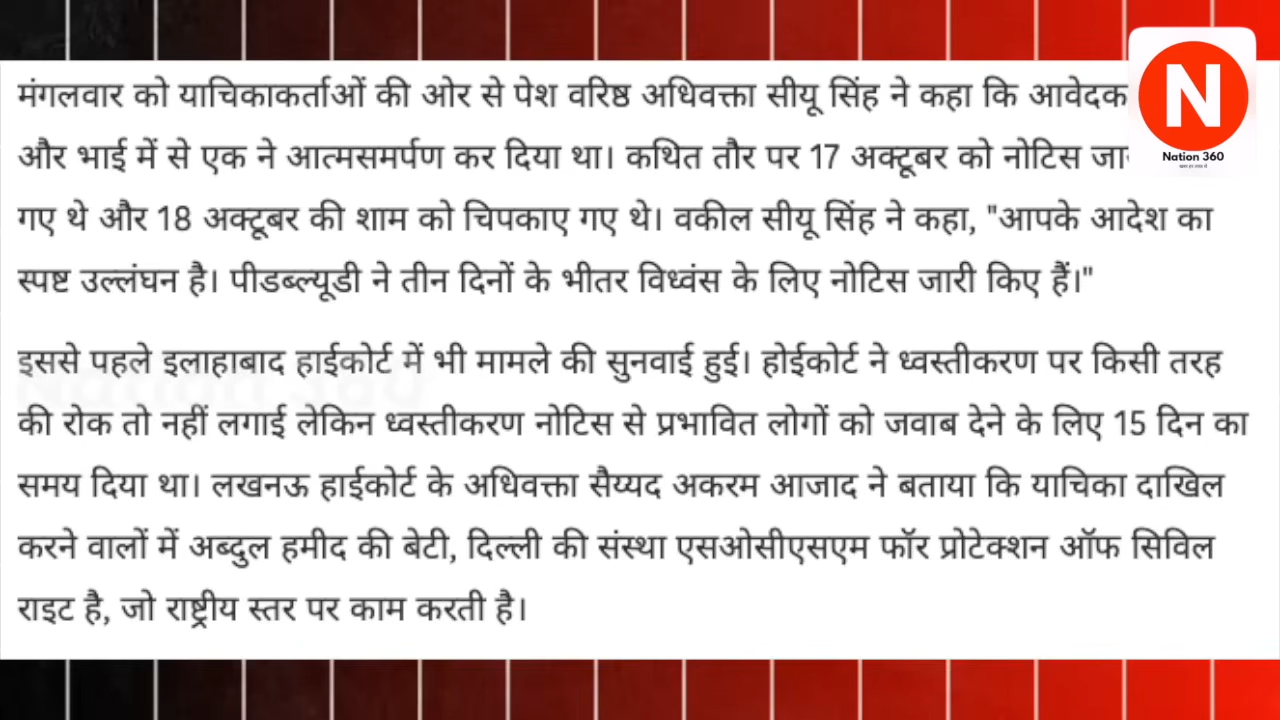 मंगलवार को याचिकाकर्ताओं की ओर से पेश वरिष्ठ अधिवक्ता सीयू सिंह ने कहा कि आवेदक
और भाई में से एक ने आत्मसमर्पण कर दिया था। कथित तौर पर 17 अक्टूबर को नोटिस
गए थे और 18 अक्टूबर की शाम को चिपकाए गए थे। वकील सीयू सिंह ने कहा, "आपके आदेश का
स्पष्ट उल्लंघन है। पीडब्ल्यूडी ने तीन दिनों के भीतर विध्वंस के लिए नोटिस जारी किए हैं।"
इससे पहले इलाहाबाद हाईकोर्ट में भी मामले की सुनवाई हुई। होईकोर्ट ने ध्वस्तीकरण पर किसी तरह
की रोक तो नहीं लगाई लेकिन ध्वस्तीकरण नोटिस से प्रभावित लोगों को जवाब देने के लिए 15 दिन का
समय दिया था। लखनऊ हाईकोर्ट के अधिवक्ता सैय्यद अकरम आजाद ने बताया कि याचिका दाखिल
करने वालों में अब्दुल हमीद की बेटी, दिल्ली की संस्था एसओसीएसएम फॉर प्रोटेक्शन ऑफ सिविल
राइट है, जो राष्ट्रीय स्तर पर काम करती है।
N
Nation 360